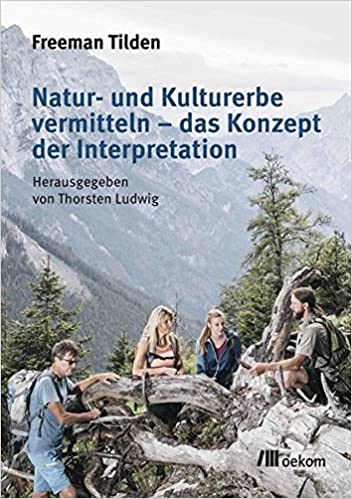 Freeman Tilden
Natur- und Kulturerbe
vermitteln – das Konzept
der Interpretation
Herausgegeben
von Thorsten Ludwig
oekom